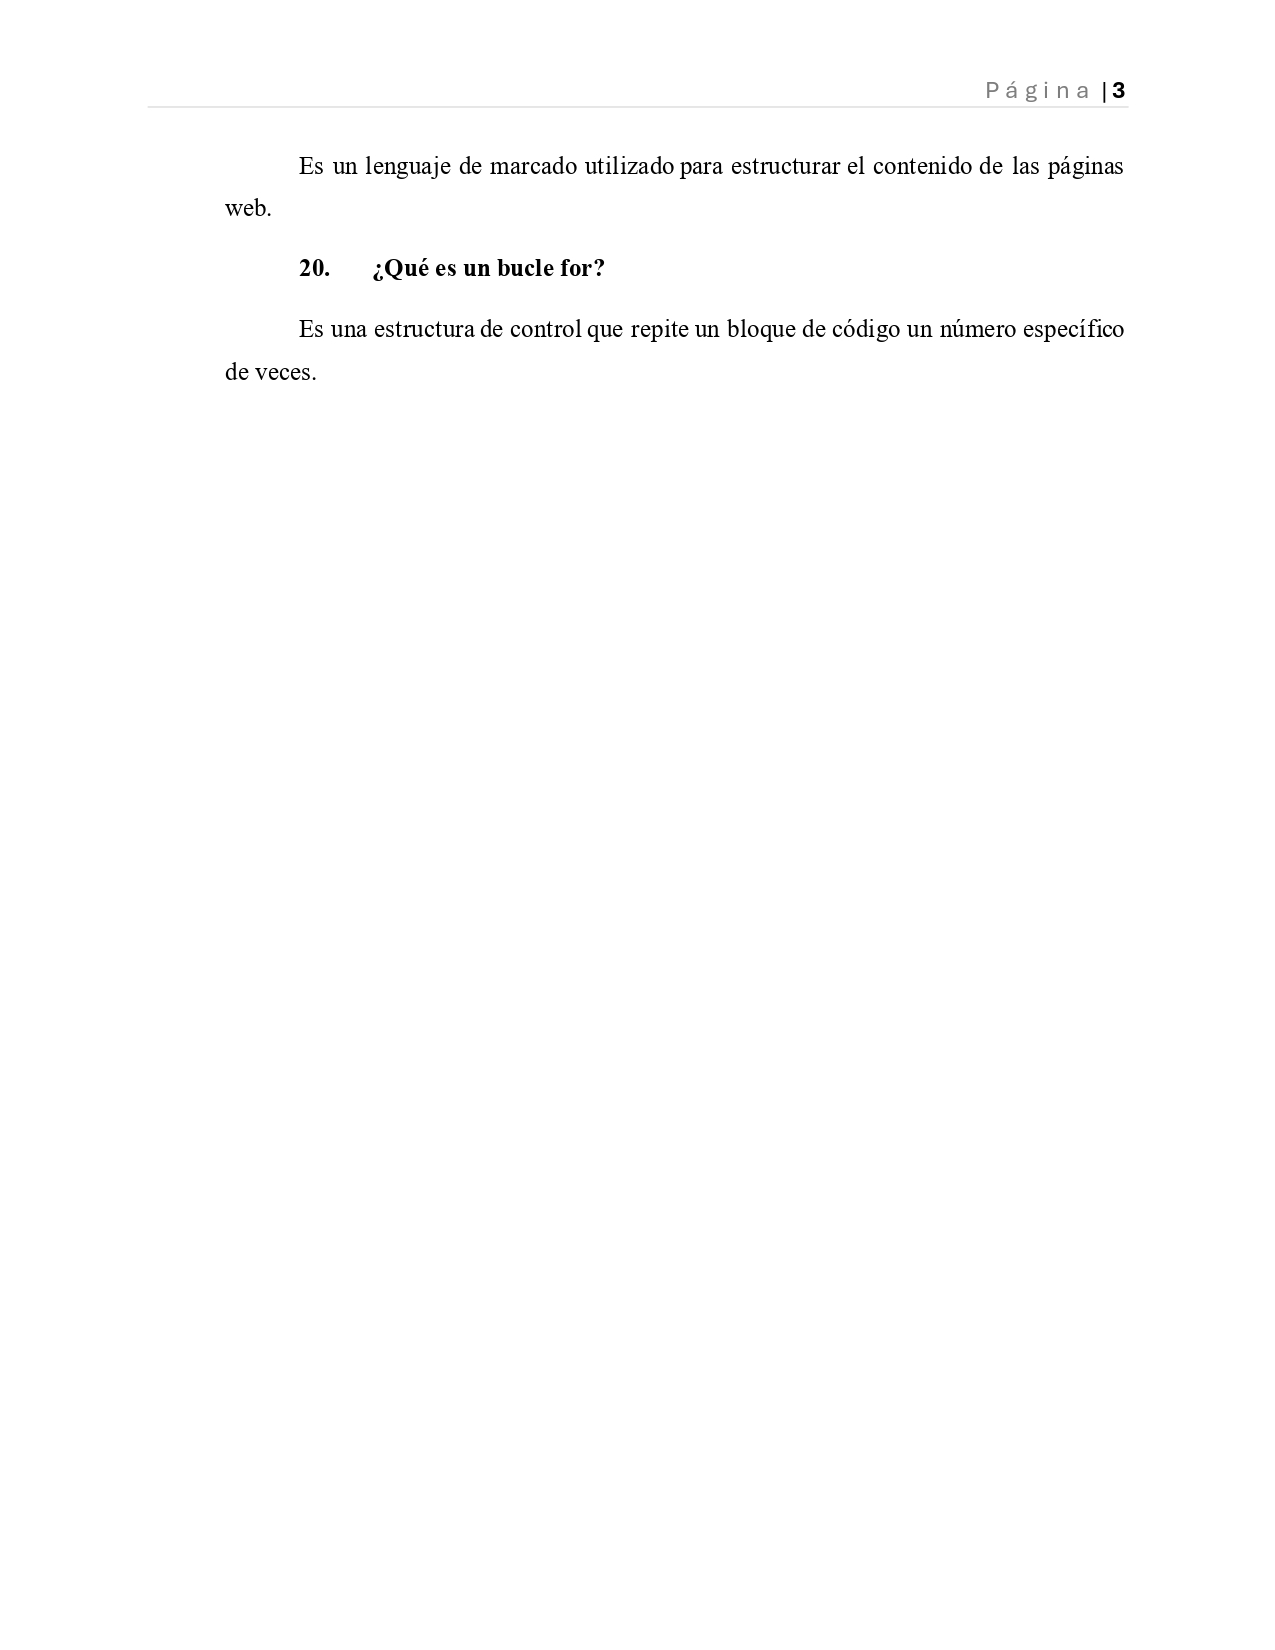 Página | 3
Es un lenguaje de marcado utilizado para estructurar el contenido de las páginas
web.
20. ¿Qué es un bucle for?
Es una estructura de control que repite un bloque de código un número específico
de veces.